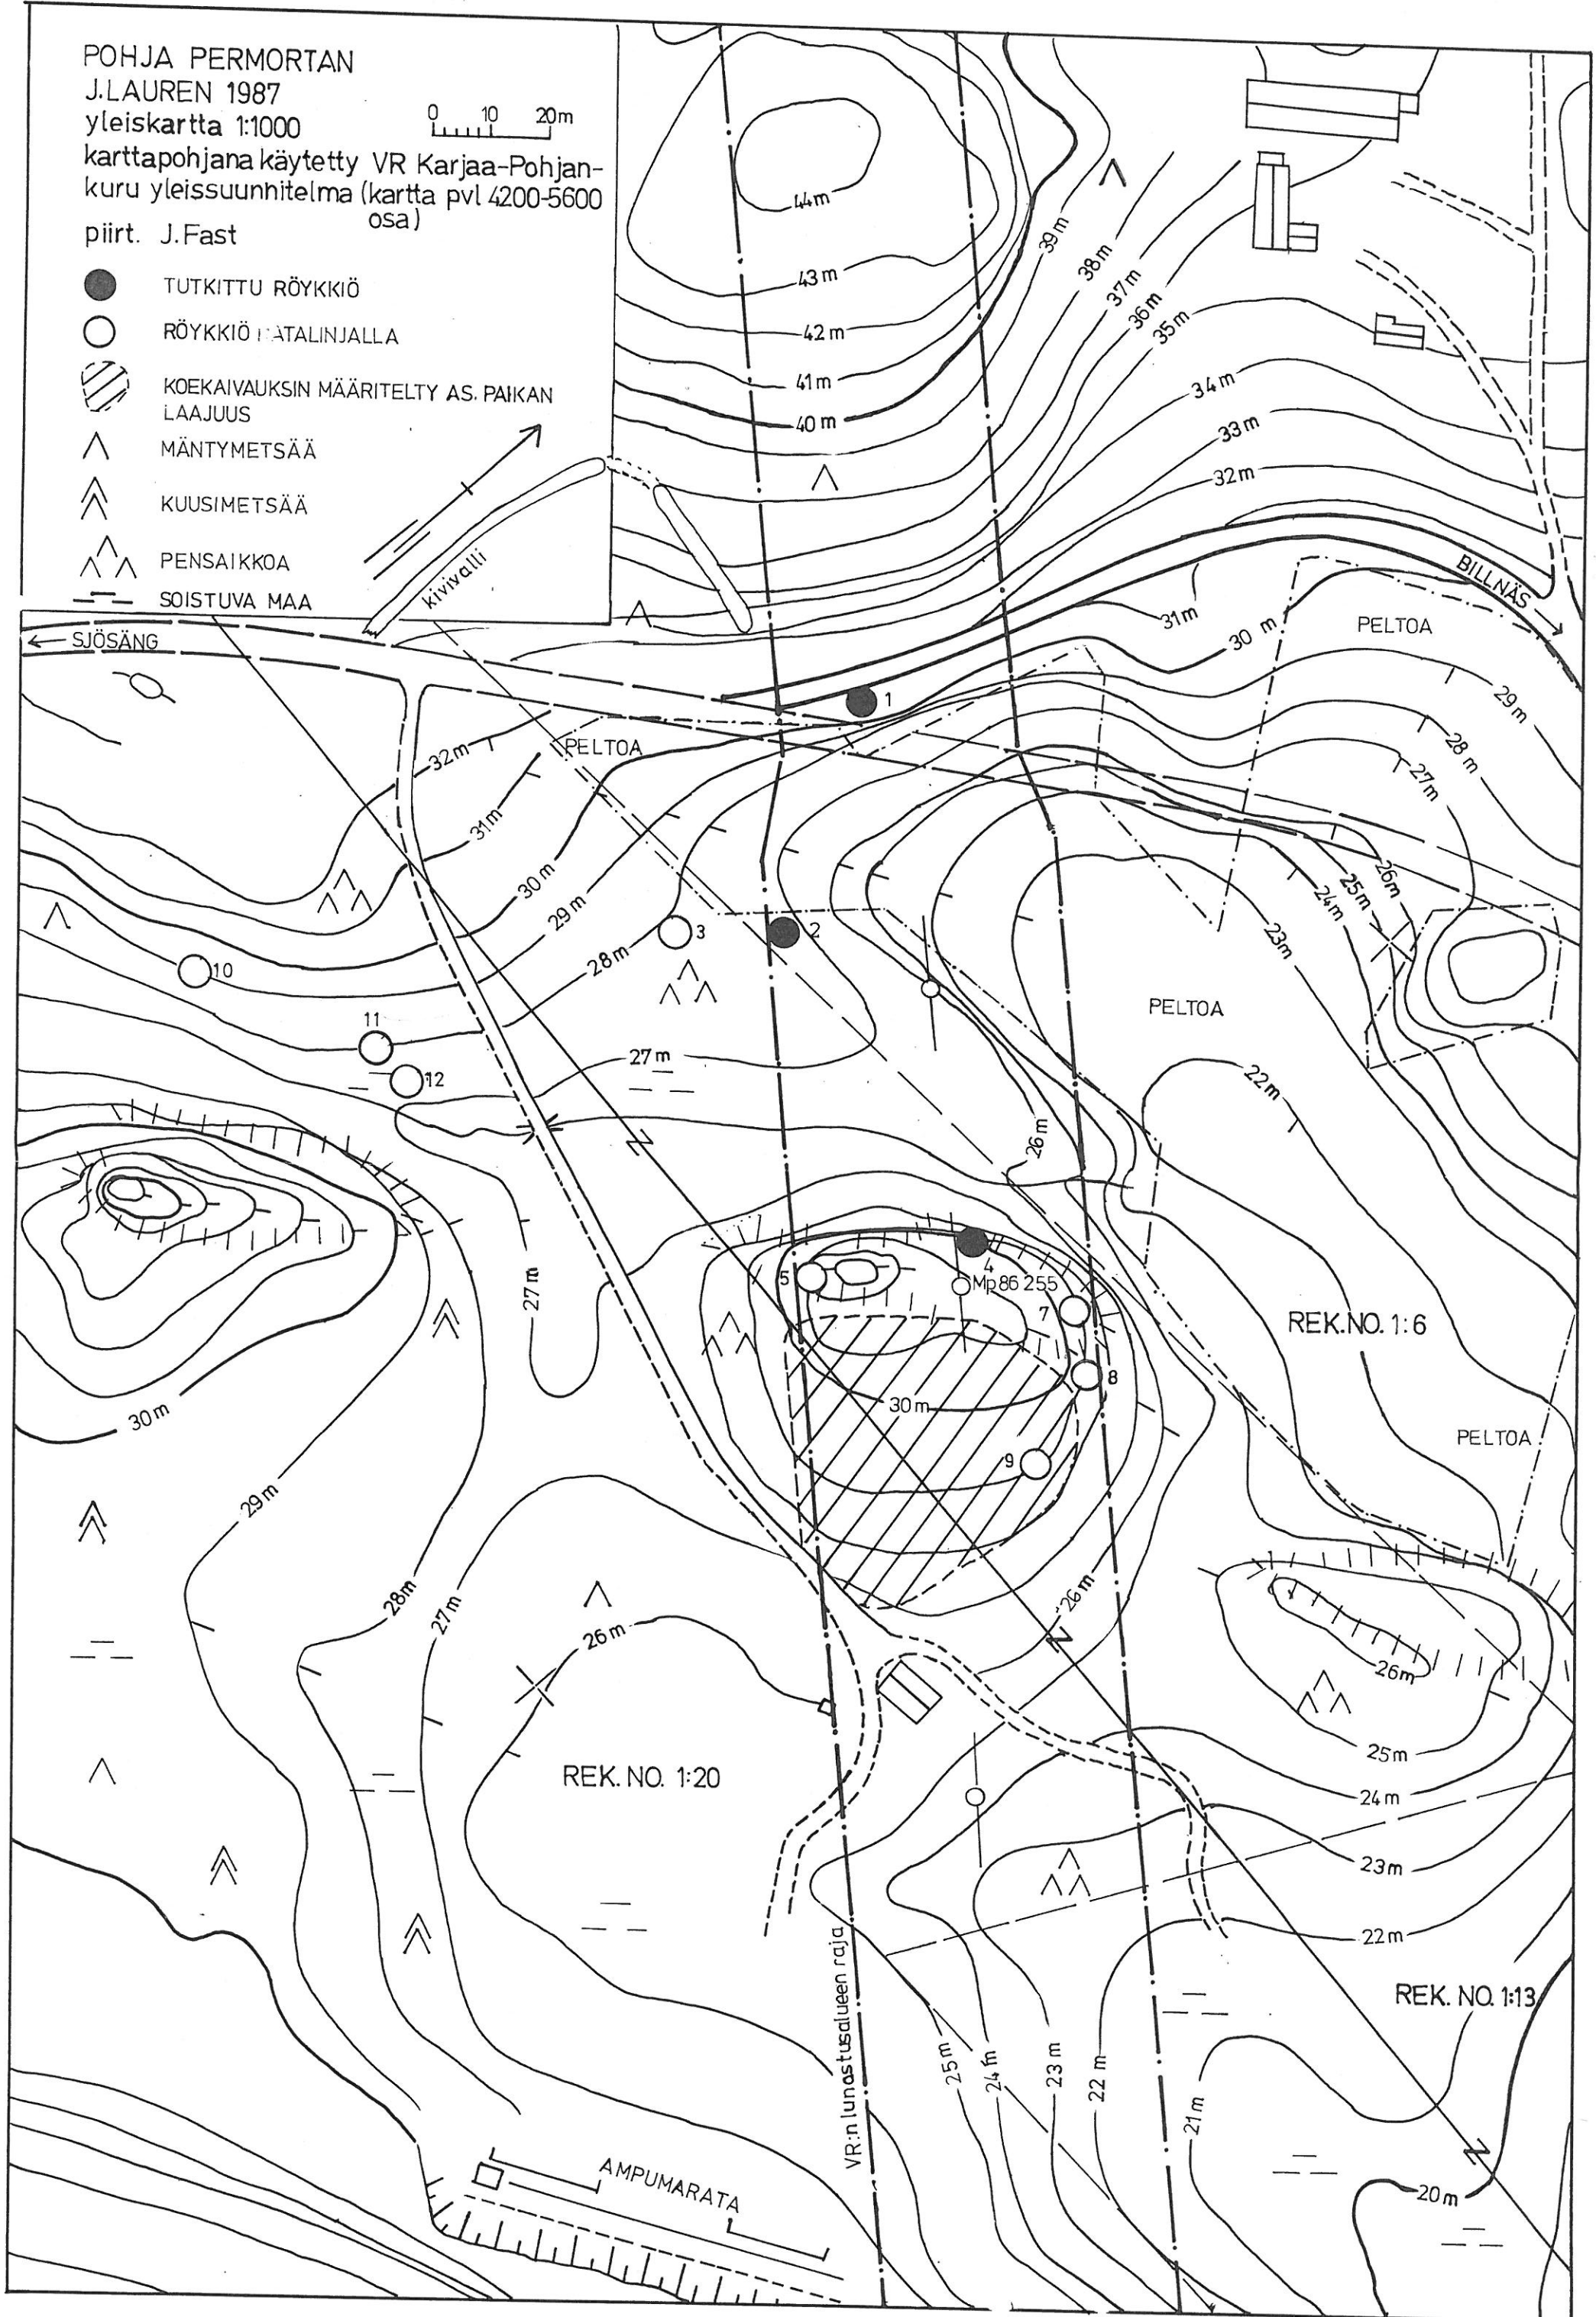 POHJA PERMORTAN
J.LAUREN 1987
yleiskartta 1:1000
0 10 20m
karttapohjana käytetty VR Karjaa-Pohjan-
kuru yleissuunhitelma (kartta pvl 4200-5600
osa)
piirt. J.Fast
TUTKITTU RÖYKKIÖ
RÖYKKIÖ ATALINJALLA
KOEKAIVAUKSIN MÄÄRITELTY AS. PAIKAN
LAAJUUS
MÄNTYMETSÄÄ
KUUSIMETSÄÄ
PENSAIKKOA
SOISTUVA MAA
kivivalli
44m
43m
42m
41m
40m
39m
38m
37m
36m
35m
34m
33m
32m
31m
30 m
BILLNÄS
PELTOA
← SJÖSÄNG
1
29m
28 m
27m
26m
25m
24m
23m
32m
PELTOA
31m
30m
29m
28m
3
2
10
11
12
27m
PELTOA
22m
26m
27m
5
4
Mp86 255
7
8
30m
9
REK.NO. 1:6
PELTOA
30m
29m
28m
27m
26m
26m
26m
25m
24m
23m
22m
REK. NO. 1:20
REK. NO. 1:13
VR:n lunastusalueen raja
25m
24m
23m
22m
21m
20m
AMPUMARATA